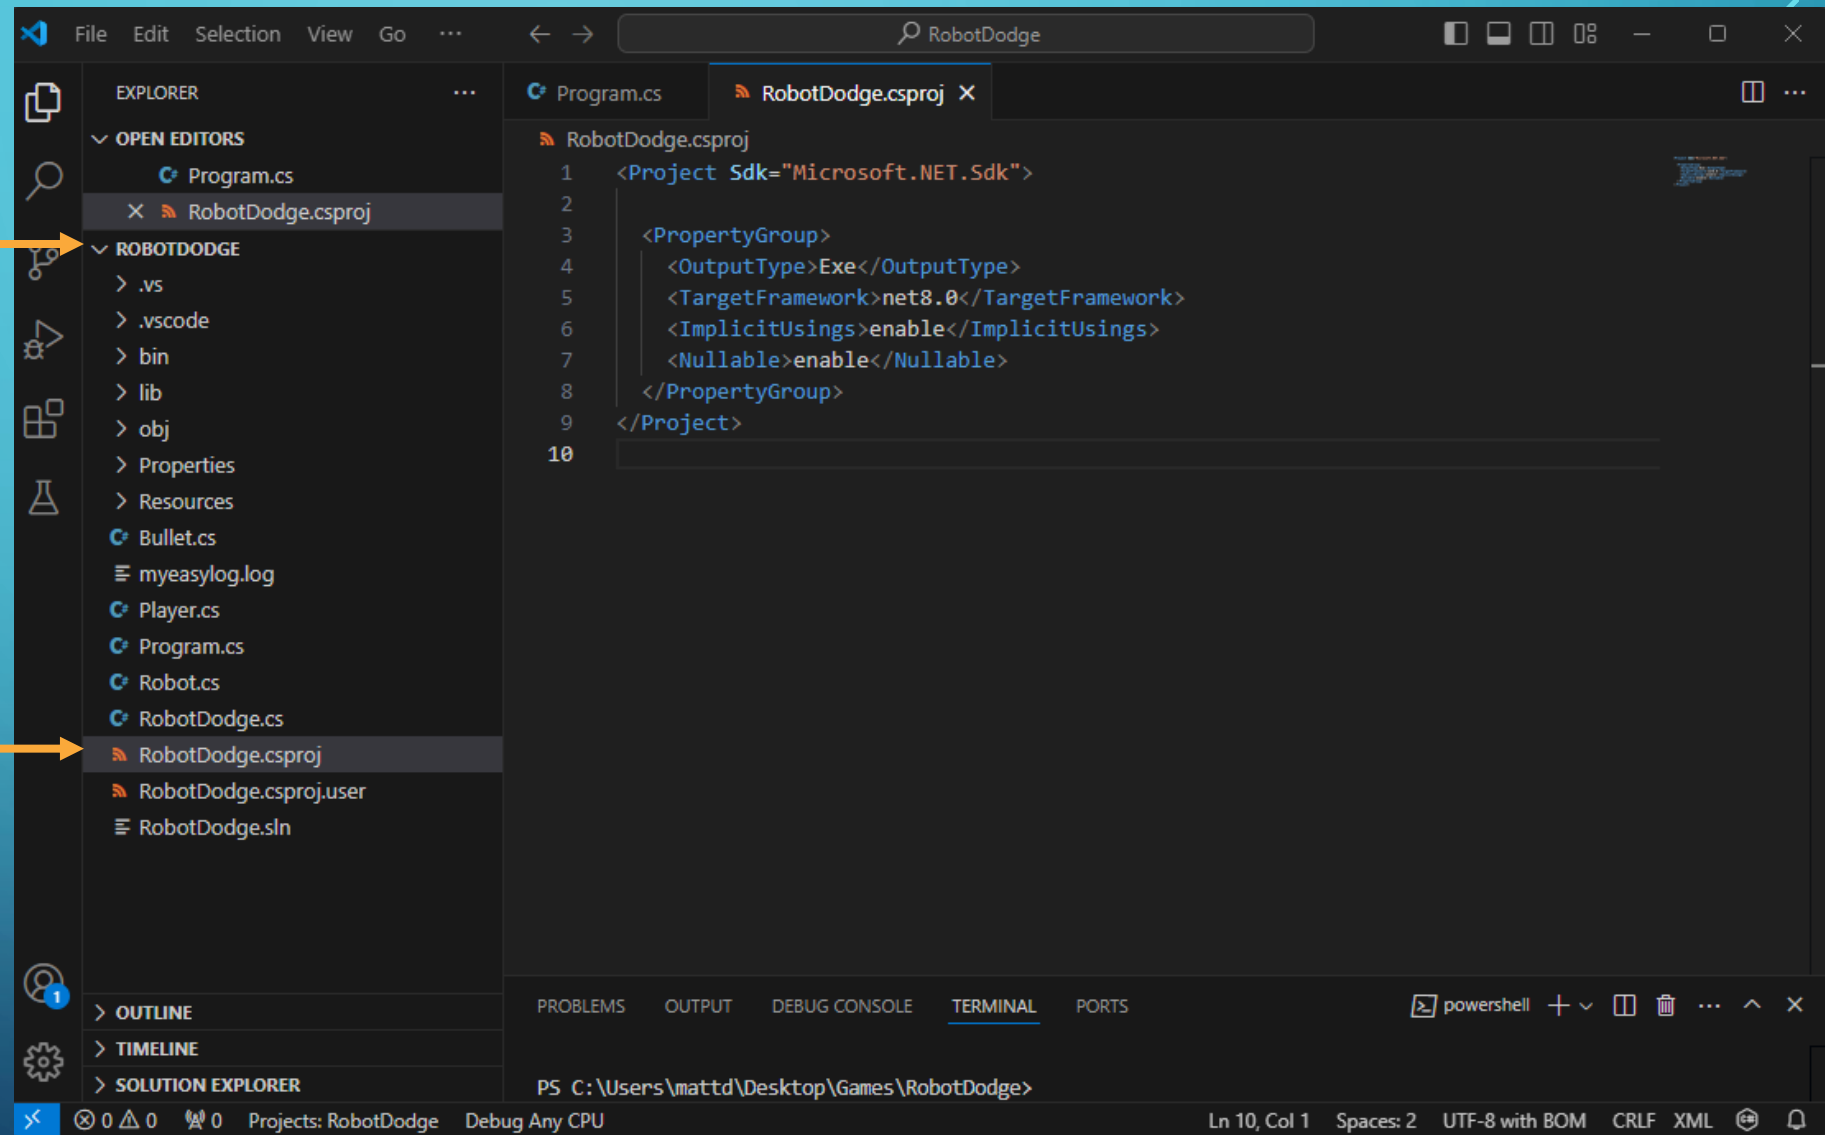 File Edit Selection View Go ··· RobotDodge
EXPLORER ···
OPEN EDITORS
Program.cs
RobotDodge.csproj
ROBOTDODGE
.vs
.vscode
bin
lib
obj
Properties
Resources
Bullet.cs
myeasylog.log
Player.cs
Program.cs
Robot.cs
RobotDodge.cs
RobotDodge.csproj
RobotDodge.csproj.user
RobotDodge.sln
OUTLINE
TIMELINE
SOLUTION EXPLORER
Program.cs RobotDodge.csproj
RobotDodge.csproj
1 <Project Sdk="Microsoft.NET.Sdk">
2
3 <PropertyGroup>
4 <OutputType>Exe</OutputType>
5 <TargetFramework>net8.0</TargetFramework>
6 <ImplicitUsings>enable</ImplicitUsings>
7 <Nullable>enable</Nullable>
8 </PropertyGroup>
9 </Project>
10
PROBLEMS OUTPUT DEBUG CONSOLE TERMINAL PORTS powershell
PS C:\Users\mattd\Desktop\Games\RobotDodge>
1
0 0 0 Projects: RobotDodge Debug Any CPU Ln 10, Col 1 Spaces: 2 UTF-8 with BOM CRLF XML